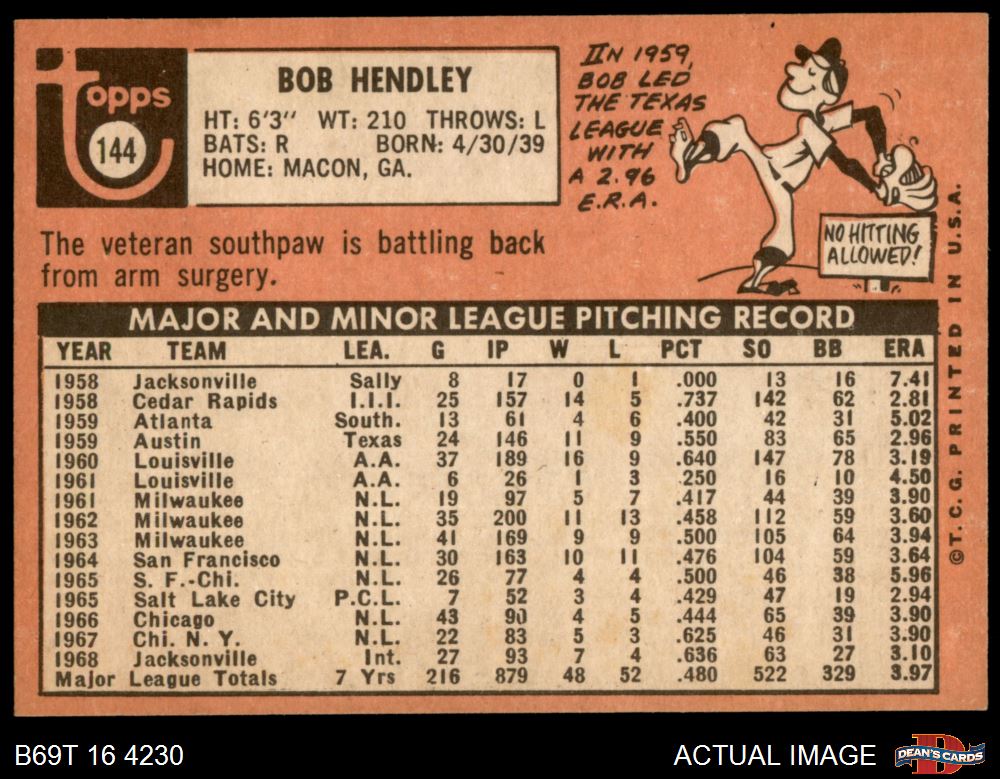 Topps
144
BOB HENDLEY
HT: 6'3" WT: 210 THROWS: L
BATS: R BORN: 4/30/39
HOME: MACON, GA.
IN 1959,
BOB LED
THE TEXAS
LEAGUE
WITH
A 2.96
E.R.A.
NO HITTING
ALLOWED!
The veteran southpaw is battling back
from arm surgery.
MAJOR AND MINOR LEAGUE PITCHING RECORD
YEAR TEAM LEA. G IP W L PCT SO BB ERA
1958 Jacksonville Sally 8 17 0 1 .000 13 16 7.41
1958 Cedar Rapids I.I.I. 25 157 14 5 .737 142 62 2.81
1959 Atlanta South. 13 61 4 6 .400 42 31 5.02
1959 Austin Texas 24 146 11 9 .550 83 65 2.96
1960 Louisville A.A. 37 189 16 9 .640 147 78 3.19
1961 Louisville A.A. 6 26 1 3 .250 16 10 4.50
1961 Milwaukee N.L. 19 97 5 7 .417 44 39 3.90
1962 Milwaukee N.L. 35 200 11 13 .458 112 59 3.60
1963 Milwaukee N.L. 41 169 9 9 .500 105 64 3.94
1964 San Francisco N.L. 30 163 10 11 .476 104 59 3.64
1965 S. F.-Chi. N.L. 26 77 4 4 .500 46 38 5.96
1965 Salt Lake City P.C.L. 7 52 3 4 .429 47 19 2.94
1966 Chicago N.L. 43 90 4 5 .444 65 39 3.90
1967 Chi. N. Y. N.L. 22 83 5 3 .625 46 31 3.90
1968 Jacksonville Int. 27 93 7 4 .636 63 27 3.10
Major League Totals 7 Yrs 216 879 48 52 .480 522 329 3.97
©T.C.G. PRINTED IN U.S.A.
B69T 16 4230
ACTUAL IMAGE
D
DEAN'S CARDS